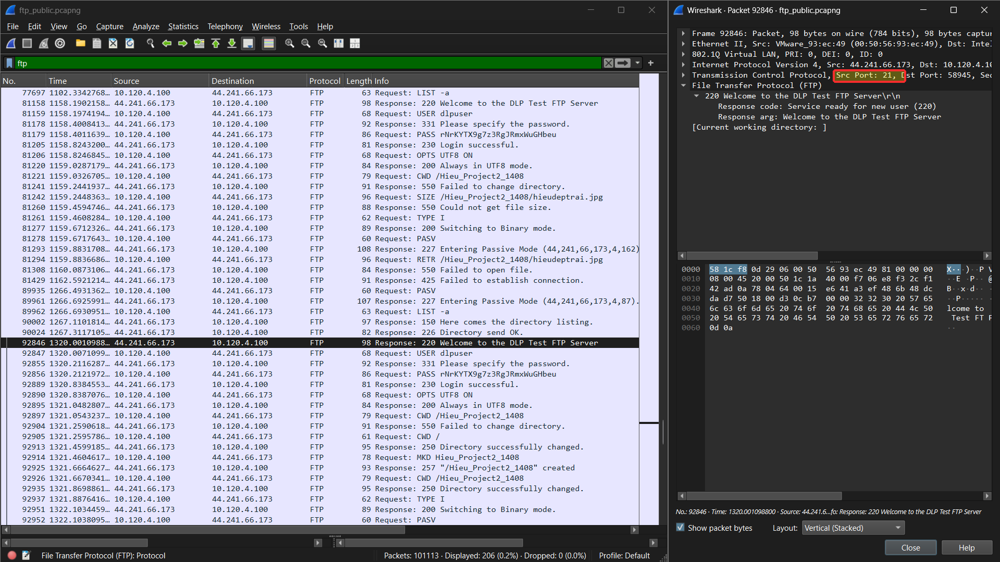 ftp_public.pcapng
File Edit View Go Capture Analyze Statistics Telephony Wireless Tools Help
ftp
No. Time Source Destination Protocol Length Info
77697 1102.3342768… 10.120.4.100 44.241.66.173 FTP 63 Request: LIST -a
81158 1158.1902158… 44.241.66.173 10.120.4.100 FTP 98 Response: 220 Welcome to the DLP Test FTP Server
81159 1158.1974194… 10.120.4.100 44.241.66.173 FTP 68 Request: USER dlpuser
81178 1158.4008413… 44.241.66.173 10.120.4.100 FTP 92 Response: 331 Please specify the password.
81179 1158.4011639… 10.120.4.100 44.241.66.173 FTP 86 Request: PASS rNrKYTX9g7z3RgJRmxWuGHbeu
81205 1158.8243200… 44.241.66.173 10.120.4.100 FTP 81 Response: 230 Login successful.
81206 1158.8246845… 10.120.4.100 44.241.66.173 FTP 68 Request: OPTS UTF8 ON
81220 1159.0287179… 44.241.66.173 10.120.4.100 FTP 84 Response: 200 Always in UTF8 mode.
81221 1159.0326705… 10.120.4.100 44.241.66.173 FTP 79 Request: CWD /Hieu_Project2_1408
81241 1159.2441937… 44.241.66.173 10.120.4.100 FTP 91 Response: 550 Failed to change directory.
81242 1159.2448363… 10.120.4.100 44.241.66.173 FTP 96 Request: SIZE /Hieu_Project2_1408/hieudeptrai.jpg
81260 1159.4594746… 44.241.66.173 10.120.4.100 FTP 88 Response: 550 Could not get file size.
81261 1159.4608284… 10.120.4.100 44.241.66.173 FTP 62 Request: TYPE I
81277 1159.6712326… 44.241.66.173 10.120.4.100 FTP 89 Response: 200 Switching to Binary mode.
81278 1159.6717643… 10.120.4.100 44.241.66.173 FTP 60 Request: PASV
81293 1159.8831708… 44.241.66.173 10.120.4.100 FTP 108 Response: 227 Entering Passive Mode (44,241,66,173,4,162)
81294 1159.8836686… 10.120.4.100 44.241.66.173 FTP 96 Request: RETR /Hieu_Project2_1408/hieudeptrai.jpg
81308 1160.0873106… 44.241.66.173 10.120.4.100 FTP 84 Response: 550 Failed to open file.
81429 1162.5921214… 44.241.66.173 10.120.4.100 FTP 91 Response: 425 Failed to establish connection.
89935 1266.4931362… 10.120.4.100 44.241.66.173 FTP 60 Request: PASV
89961 1266.6925991… 44.241.66.173 10.120.4.100 FTP 107 Response: 227 Entering Passive Mode (44,241,66,173,4,87).
89962 1266.6930951… 10.120.4.100 44.241.66.173 FTP 63 Request: LIST -a
90002 1267.1101814… 44.241.66.173 10.120.4.100 FTP 97 Response: 150 Here comes the directory listing.
90024 1267.3117105… 44.241.66.173 10.120.4.100 FTP 82 Response: 226 Directory send OK.
92846 1320.0010988… 44.241.66.173 10.120.4.100 FTP 98 Response: 220 Welcome to the DLP Test FTP Server
92847 1320.0071099… 10.120.4.100 44.241.66.173 FTP 68 Request: USER dlpuser
92855 1320.2116287… 44.241.66.173 10.120.4.100 FTP 92 Response: 331 Please specify the password.
92856 1320.2121972… 10.120.4.100 44.241.66.173 FTP 86 Request: PASS rNrKYTX9g7z3RgJRmxWuGHbeu
92889 1320.8384553… 44.241.66.173 10.120.4.100 FTP 81 Response: 230 Login successful.
92890 1320.8387076… 10.120.4.100 44.241.66.173 FTP 68 Request: OPTS UTF8 ON
92895 1321.0482807… 44.241.66.173 10.120.4.100 FTP 84 Response: 200 Always in UTF8 mode.
92897 1321.0543237… 10.120.4.100 44.241.66.173 FTP 79 Request: CWD /Hieu_Project2_1408
92904 1321.2590618… 44.241.66.173 10.120.4.100 FTP 91 Response: 550 Failed to change directory.
92905 1321.2595786… 10.120.4.100 44.241.66.173 FTP 61 Request: CWD /
92913 1321.4599185… 44.241.66.173 10.120.4.100 FTP 95 Response: 250 Directory successfully changed.
92914 1321.4604617… 10.120.4.100 44.241.66.173 FTP 78 Request: MKD Hieu_Project2_1408
92925 1321.6664627… 44.241.66.173 10.120.4.100 FTP 93 Response: 257 "/Hieu_Project2_1408" created
92926 1321.6670341… 10.120.4.100 44.241.66.173 FTP 79 Request: CWD /Hieu_Project2_1408
92935 1321.8698861… 44.241.66.173 10.120.4.100 FTP 95 Response: 250 Directory successfully changed.
92937 1321.8876416… 10.120.4.100 44.241.66.173 FTP 62 Request: TYPE I
92951 1322.1034459… 44.241.66.173 10.120.4.100 FTP 89 Response: 200 Switching to Binary mode.
92952 1322.1038095… 10.120.4.100 44.241.66.173 FTP 60 Request: PASV
File Transfer Protocol (FTP): Protocol
Packets: 101113 · Displayed: 206 (0.2%) · Dropped: 0 (0.0%)
Profile: Default
Wireshark · Packet 92846 · ftp_public.pcapng
Frame 92846: Packet, 98 bytes on wire (784 bits), 98 bytes captur
Ethernet II, Src: VMware_93:ec:49 (00:50:56:93:ec:49), Dst: Inte
802.1Q Virtual LAN, PRI: 0, DEI: 0, ID: 0
Internet Protocol Version 4, Src: 44.241.66.173, Dst: 10.120.4.10
Transmission Control Protocol, Src Port: 21, Dst Port: 58945, Sec
File Transfer Protocol (FTP)
220 Welcome to the DLP Test FTP Server\r\n
Response code: Service ready for new user (220)
Response arg: Welcome to the DLP Test FTP Server
[Current working directory: ]
0000 58 1c f8 0d 29 06 00 50 56 93 ec 49 81 00 00 00 X··)··P V
0010 08 00 45 20 00 50 1c 1a 40 00 f7 06 e8 f3 2c f1 ··E P·· @
0020 42 ad 0a 78 04 64 00 15 e6 41 a3 ef 48 6b 48 dc B··x·d··
0030 da d7 50 18 00 d3 0c b7 00 00 32 32 30 20 57 65 ··P·····
0040 6c 63 6f 6d 65 20 74 6f 20 74 68 65 20 44 4c 50 lcome to
0050 20 54 65 73 74 20 46 54 50 20 53 65 72 76 65 72 Test FT P
0060 0d 0a ··
No.: 92846 · Time: 1320.001098800 · Source: 44.241.6…fo: Response: 220 Welcome to the DLP Test FTP Server
Show packet bytes
Layout: Vertical (Stacked)
Close
Help